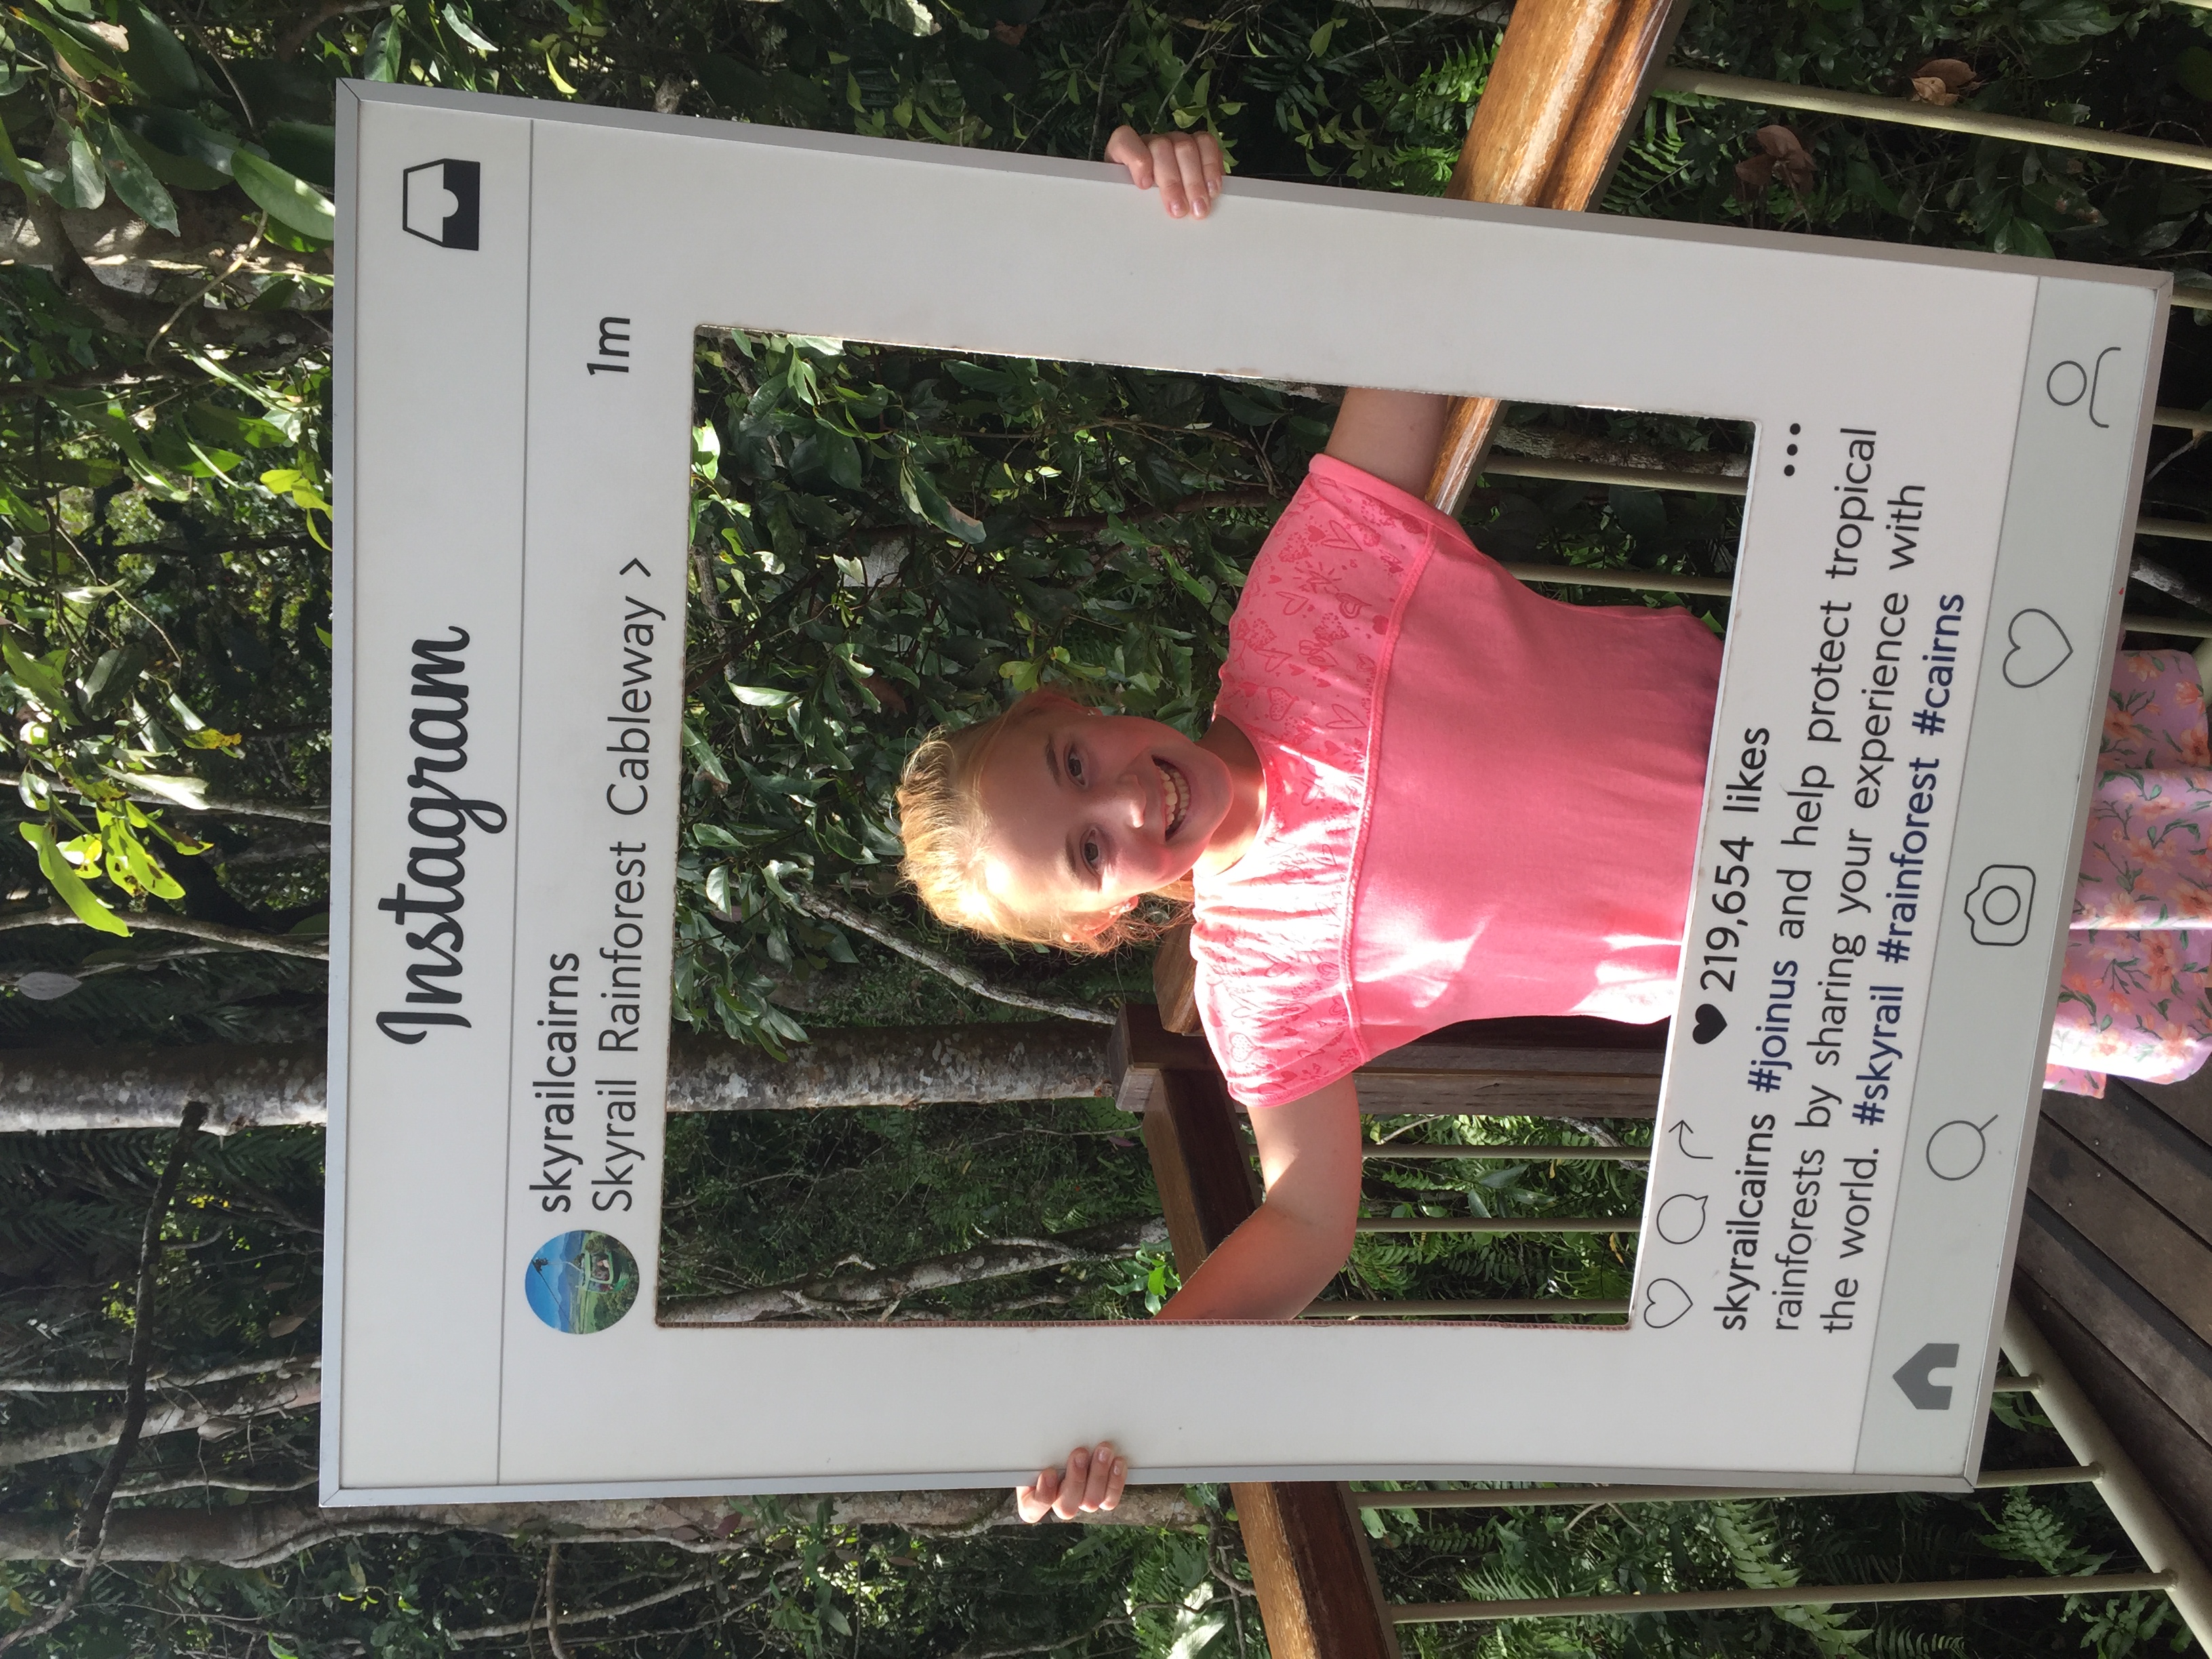 Instagram
skyrailcairns
Skyrail Rainforest Cableway >
1m
219,654 likes
skyrailcairns #joinus and help protect tropical
rainforests by sharing your experience with
the world. #skyrail #rainforest #cairns